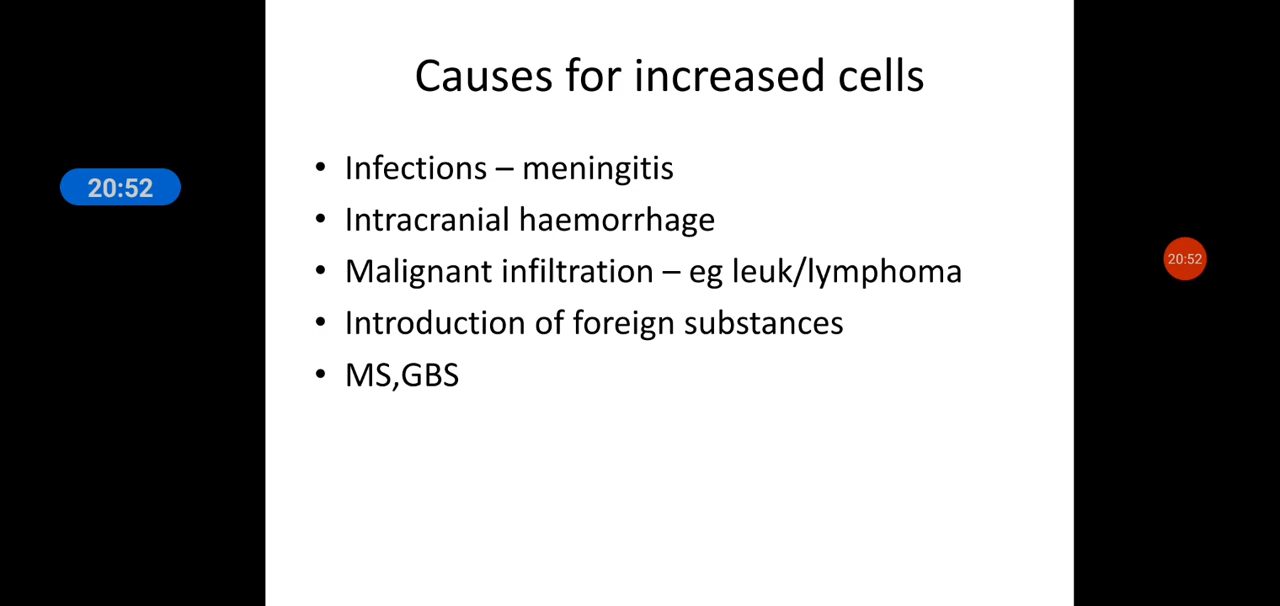 Causes for increased cells
20:52
• Infections – meningitis
• Intracranial haemorrhage
• Malignant infiltration – eg leuk/lymphoma
• Introduction of foreign substances
• MS,GBS
20:52